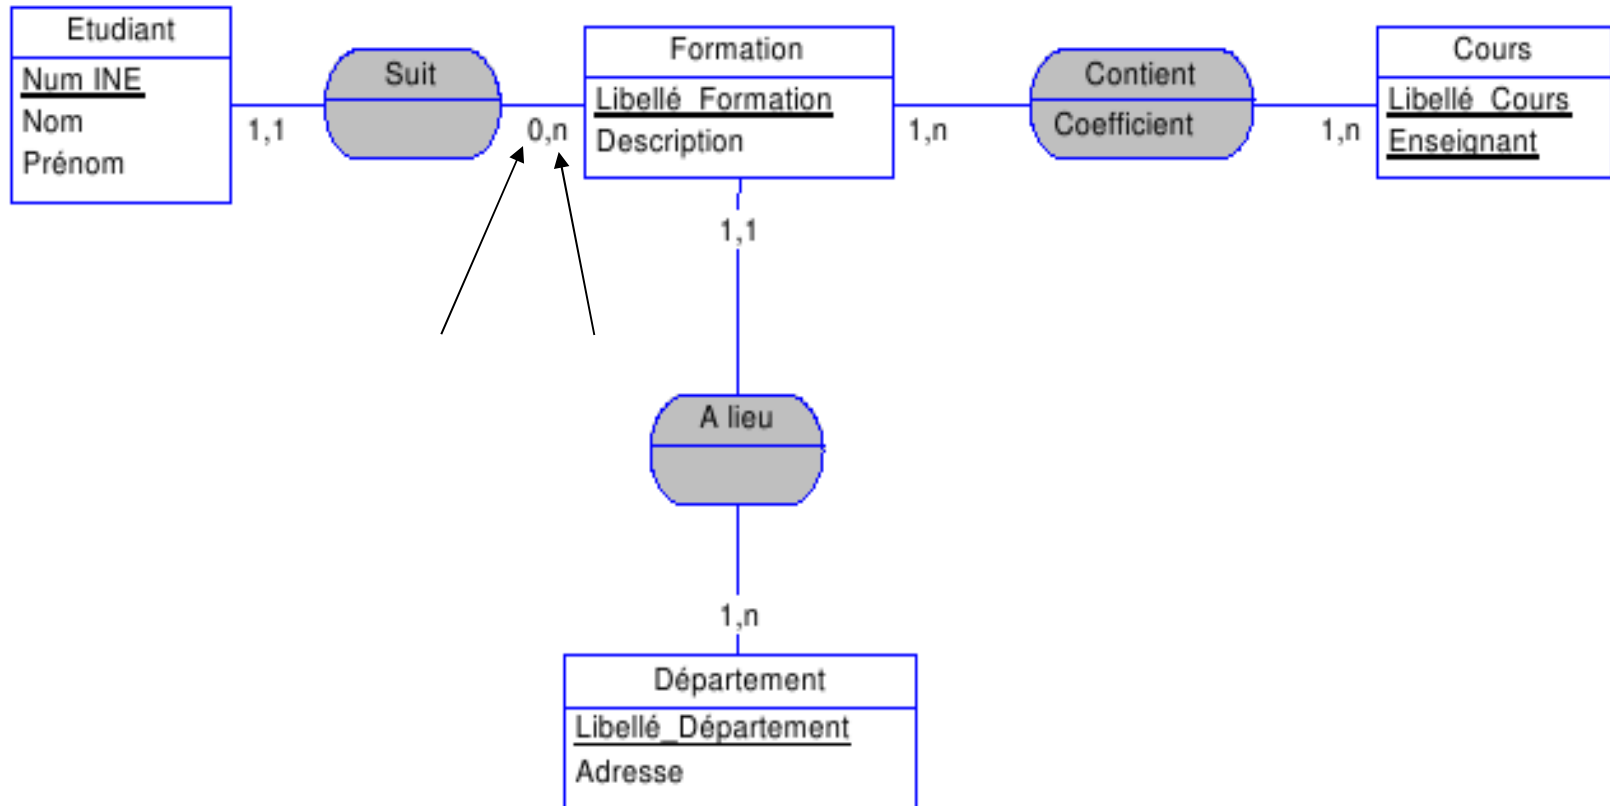 Etudiant
Num INE
Nom
Prénom
1,1
Suit
0,n
Formation
Libellé_Formation
Description
1,n
Contient
Coefficient
1,n
Cours
Libellé_Cours
Enseignant
1,1
A lieu
1,n
Département
Libellé_Département
Adresse